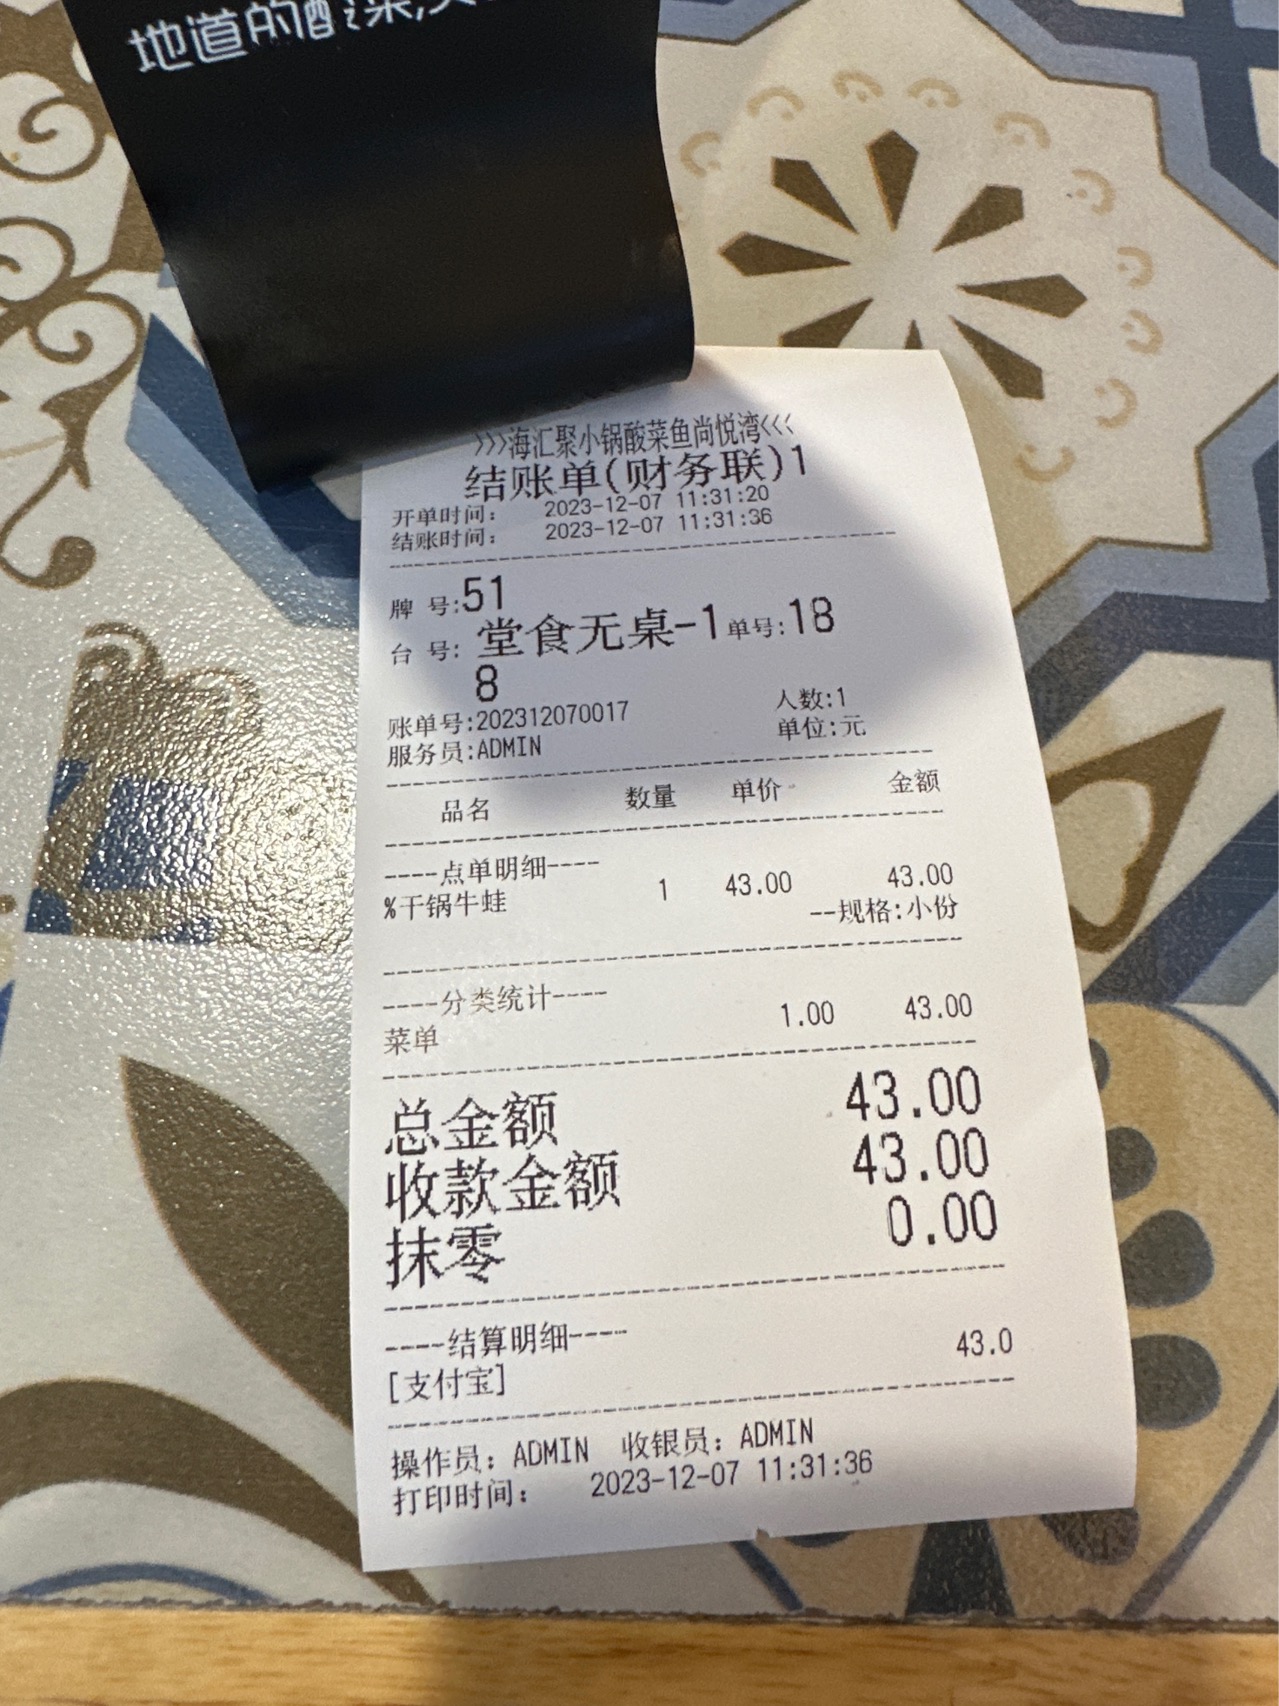 地道的酸菜,
>>>海汇聚小锅酸菜鱼尚悦湾<<<
结账单(财务联)1
开单时间: 2023-12-07 11:31:20
结账时间: 2023-12-07 11:31:36
牌 号:51
台 号: 堂食无桌-1 单号:18
8
账单号:202312070017 人数:1
服务员:ADMIN 单位:元
品名 数量 单价 金额
----点单明细----
%干锅牛蛙 1 43.00 43.00
--规格:小份
----分类统计----
菜单 1.00 43.00
总金额 43.00
收款金额 43.00
抹零 0.00
----结算明细----
[支付宝] 43.0
操作员: ADMIN 收银员: ADMIN
打印时间: 2023-12-07 11:31:36